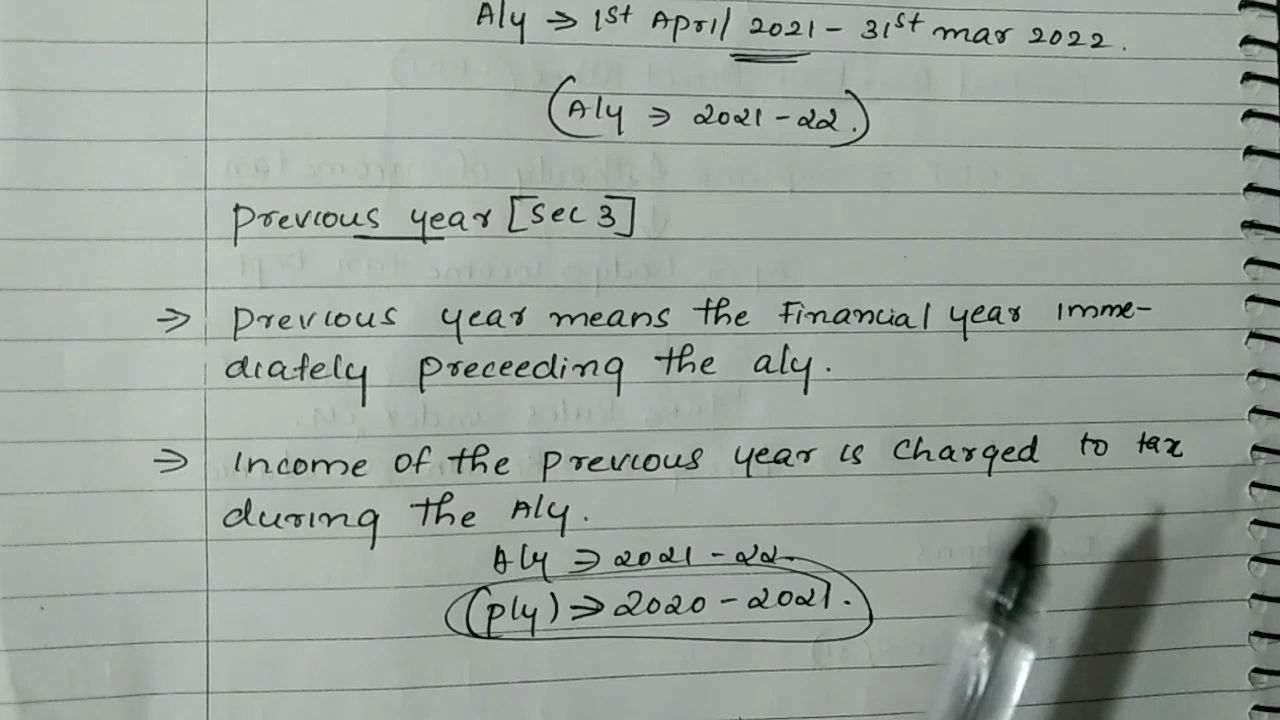 A/y ⇒ 1st April 2021 - 31st mar 2022.
(A/y ⇒ 2021-22.)
Previous year [Sec 3]
⇒ Previous year means the Financial year imme-
diately preceeding the a/y.
⇒ Income of the previous year is charged to tax
during the A/y.
A/y ⇒ 2021-22
(P/y) ⇒ 2020-2021.